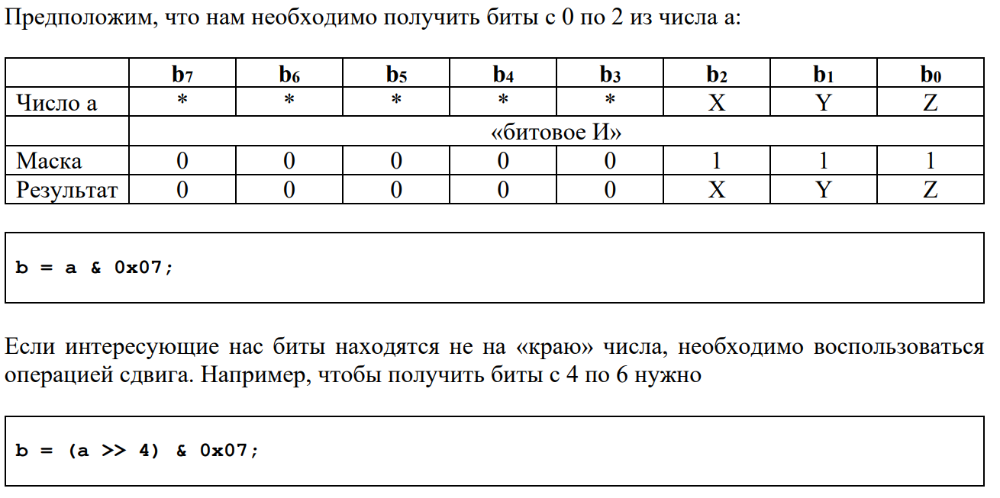 Предположим, что нам необходимо получить биты с 0 по 2 из числа a:
b7 b6 b5 b4 b3 b2 b1 b0
Число a * * * * * X Y Z
«битовое И»
Маска 0 0 0 0 0 1 1 1
Результат 0 0 0 0 0 X Y Z
b = a & 0x07;
Если интересующие нас биты находятся не на «краю» числа, необходимо воспользоваться
операцией сдвига. Например, чтобы получить биты с 4 по 6 нужно
b = (a >> 4) & 0x07;